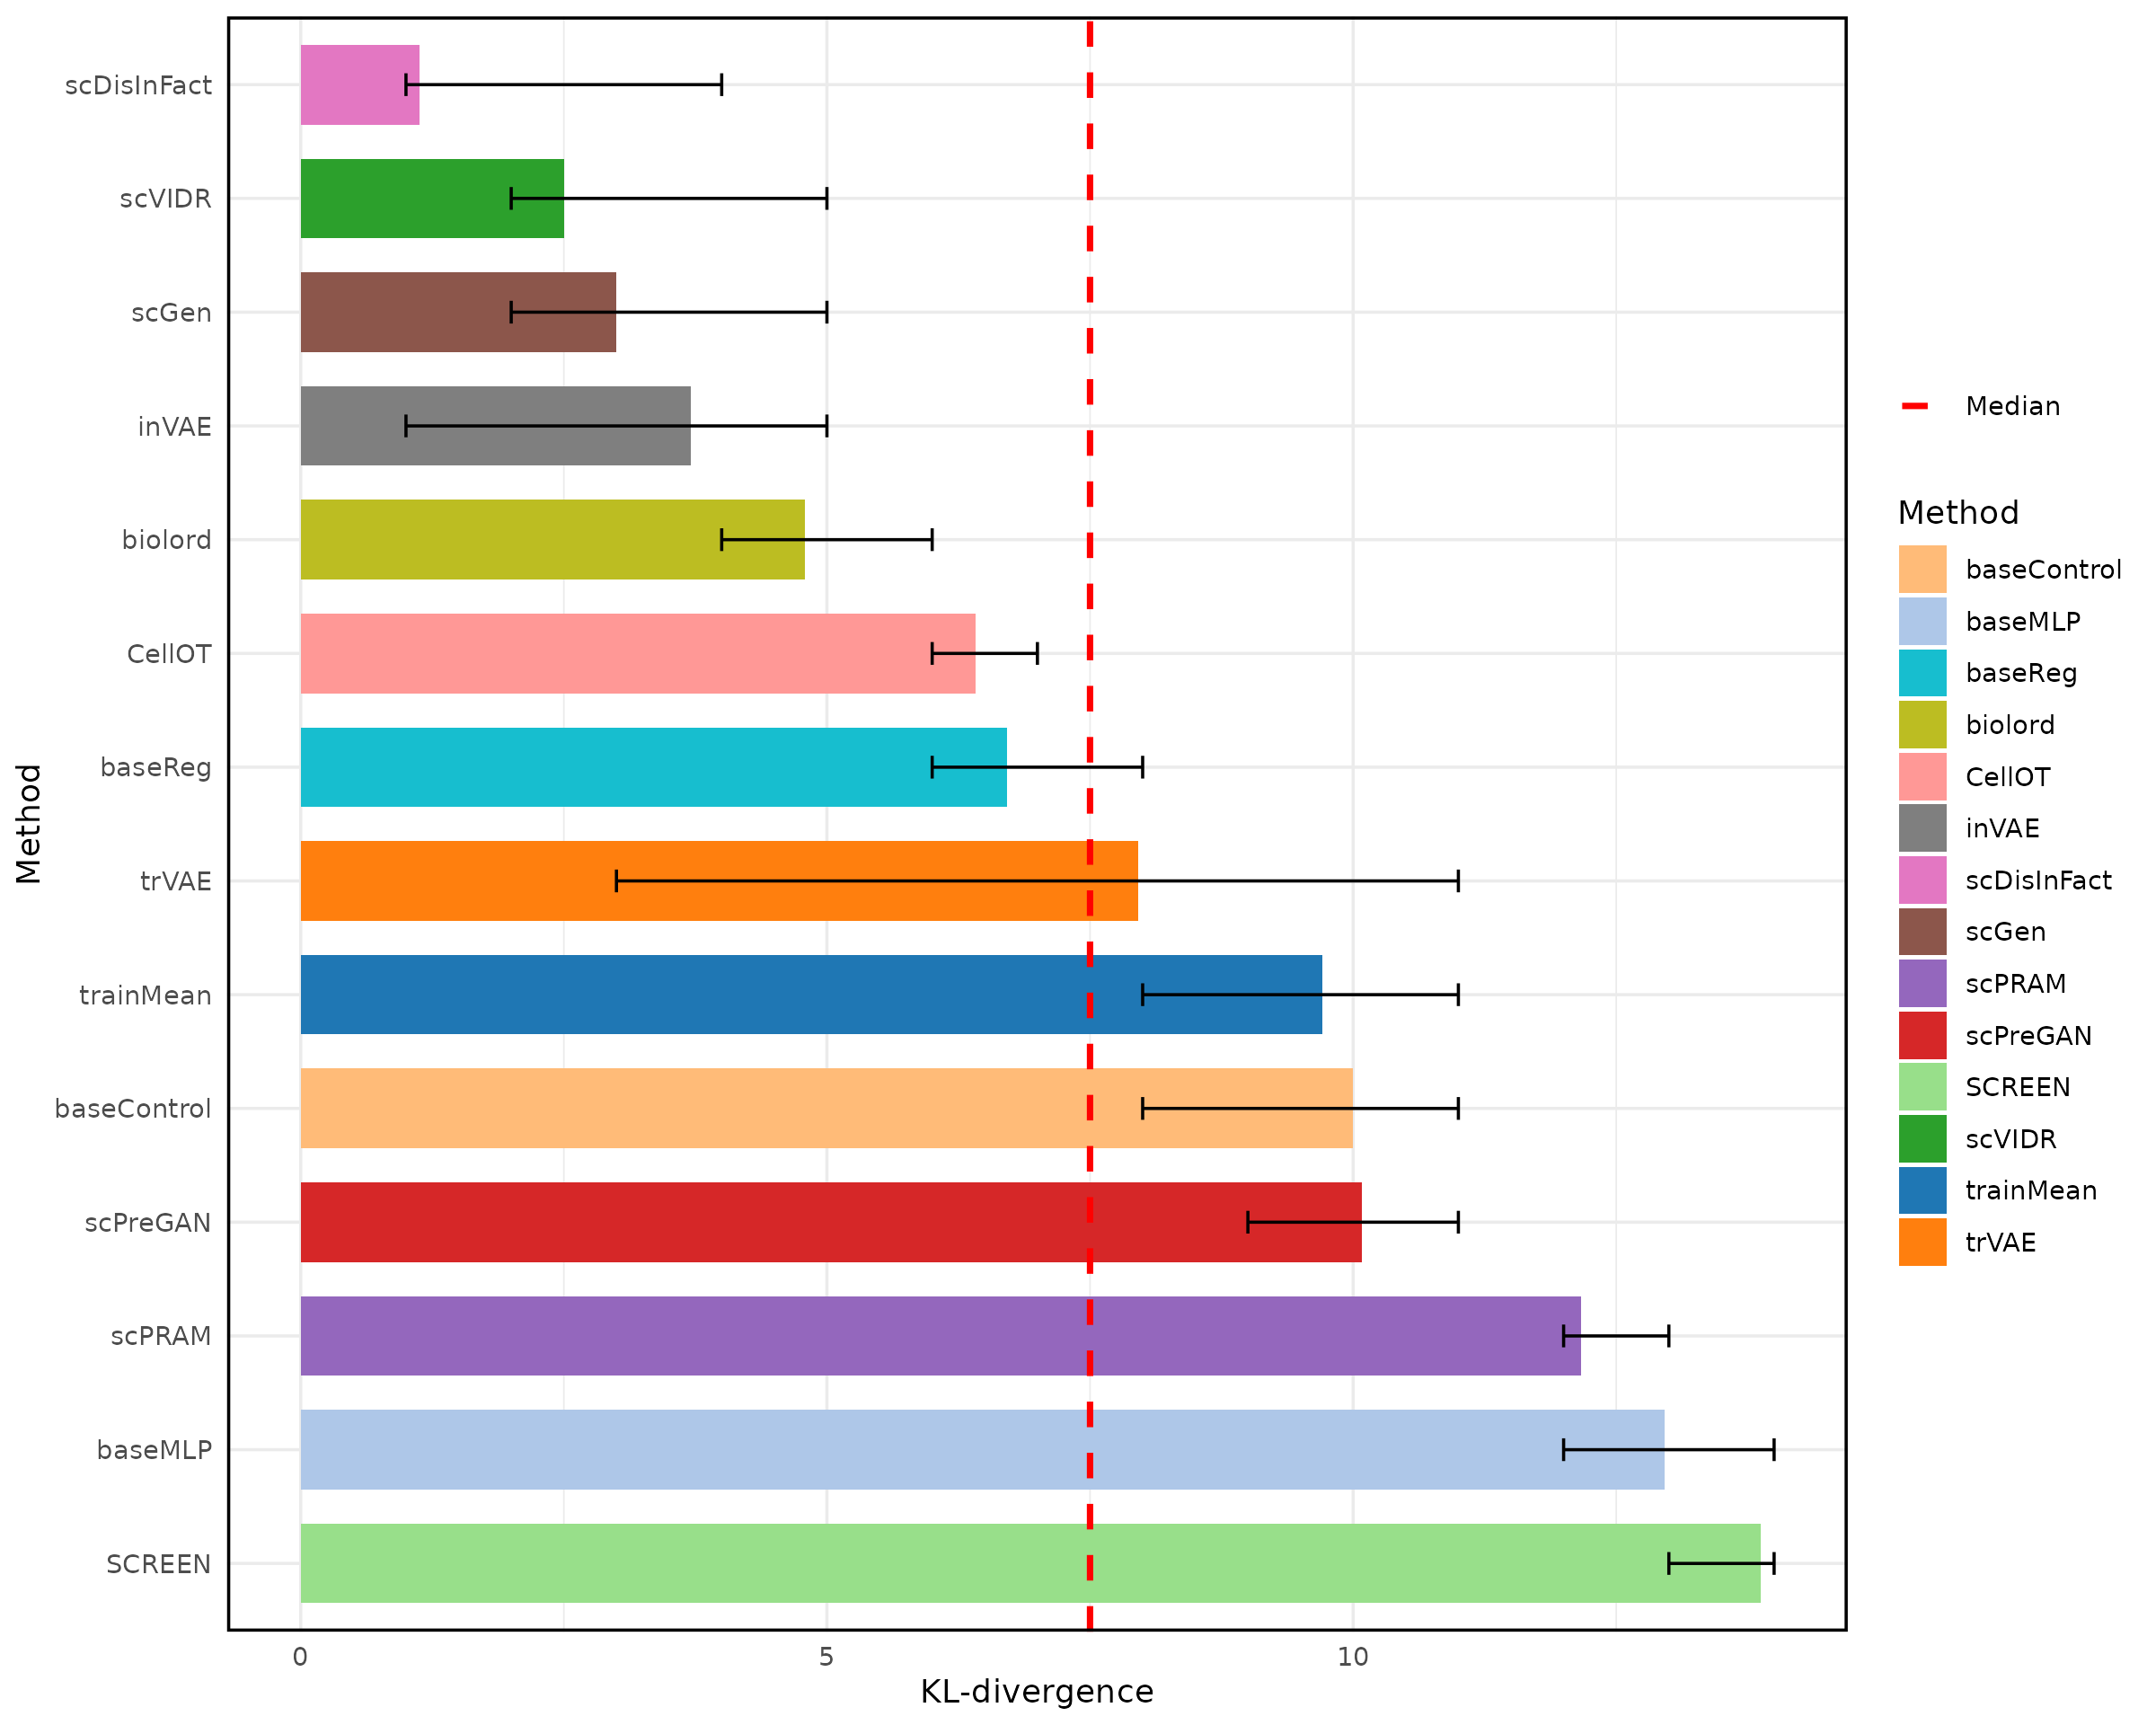 Method
scDisInFact
scVIDR
scGen
inVAE
biolord
CellOT
baseReg
trVAE
trainMean
baseControl
scPreGAN
scPRAM
baseMLP
SCREEN
0 5 10
KL-divergence
Median
Method
baseControl
baseMLP
baseReg
biolord
CellOT
inVAE
scDisInFact
scGen
scPRAM
scPreGAN
SCREEN
scVIDR
trainMean
trVAE